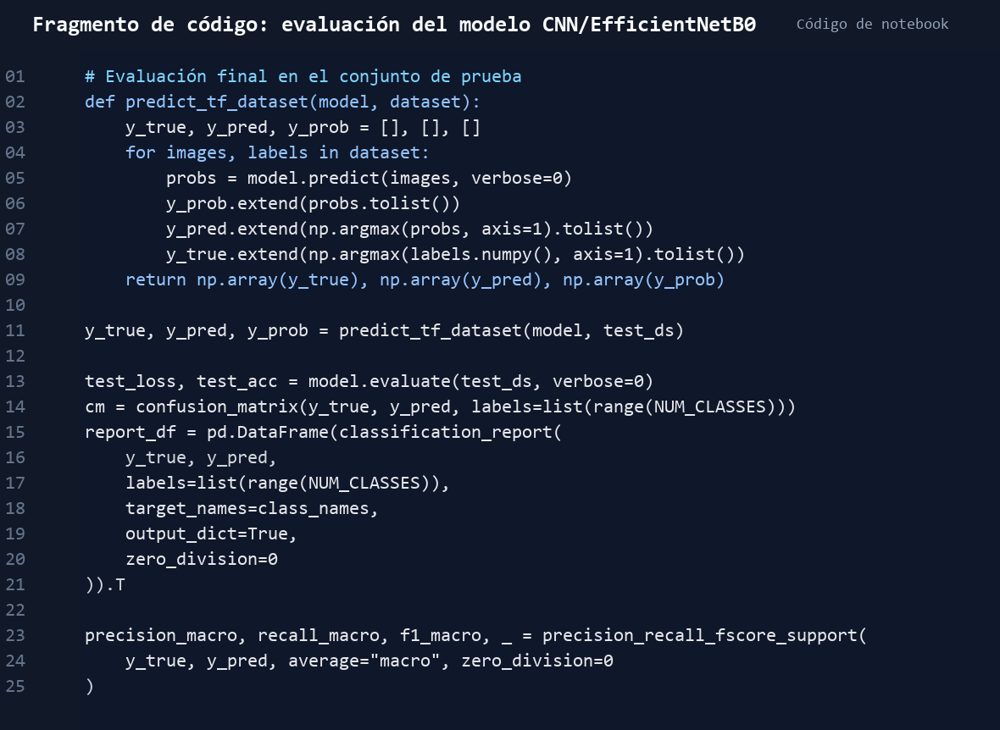 Fragmento de código: evaluación del modelo CNN/EfficientNetB0 Código de notebook
01 # Evaluación final en el conjunto de prueba
02 def predict_tf_dataset(model, dataset):
03     y_true, y_pred, y_prob = [], [], []
04     for images, labels in dataset:
05         probs = model.predict(images, verbose=0)
06         y_prob.extend(probs.tolist())
07         y_pred.extend(np.argmax(probs, axis=1).tolist())
08         y_true.extend(np.argmax(labels.numpy(), axis=1).tolist())
09     return np.array(y_true), np.array(y_pred), np.array(y_prob)
10
11 y_true, y_pred, y_prob = predict_tf_dataset(model, test_ds)
12
13 test_loss, test_acc = model.evaluate(test_ds, verbose=0)
14 cm = confusion_matrix(y_true, y_pred, labels=list(range(NUM_CLASSES)))
15 report_df = pd.DataFrame(classification_report(
16     y_true, y_pred,
17     labels=list(range(NUM_CLASSES)),
18     target_names=class_names,
19     output_dict=True,
20     zero_division=0
21 )).T
22
23 precision_macro, recall_macro, f1_macro, _ = precision_recall_fscore_support(
24     y_true, y_pred, average="macro", zero_division=0
25 )